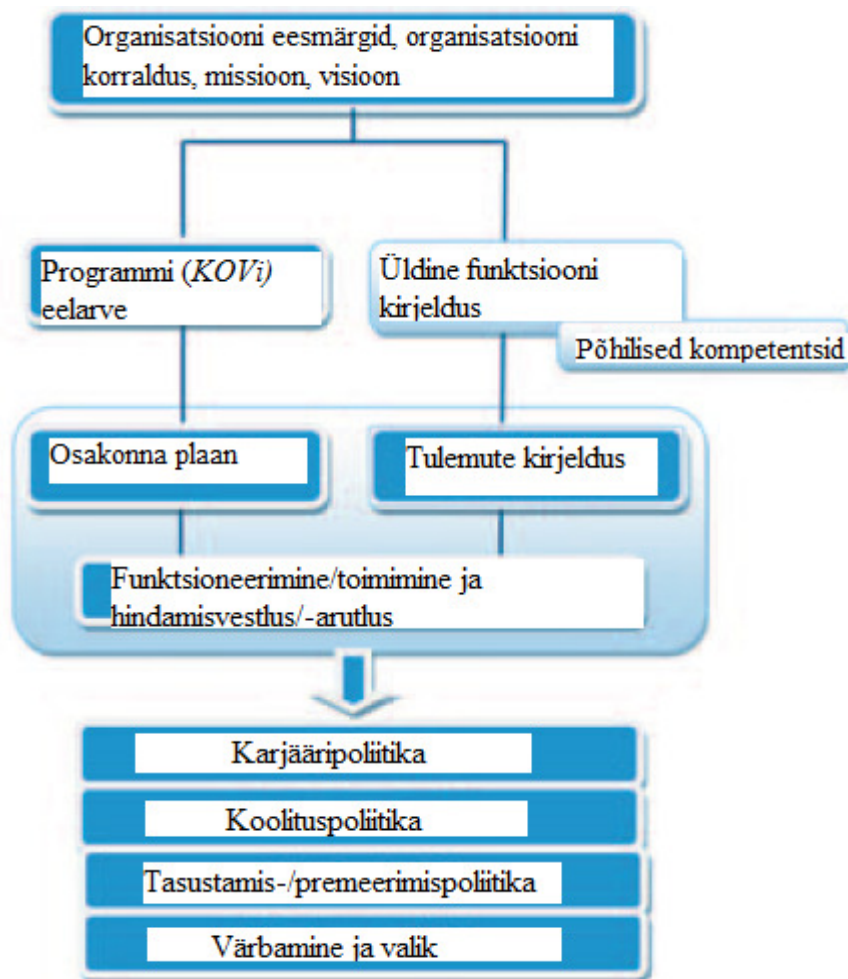 Organisatsiooni eesmärgid, organisatsiooni
korraldus, missioon, visioon
Programmi (KOVi)
eelarve
Üldine funktsiooni
kirjeldus
Põhilised kompetentsid
Osakonna plaan
Tulemute kirjeldus
Funktsioneerimine/toimimine ja
hindamisvestlus/-arutlus
Karjääripoliitika
Koolituspoliitika
Tasustamis-/premeerimispoliitika
Värbamine ja valik